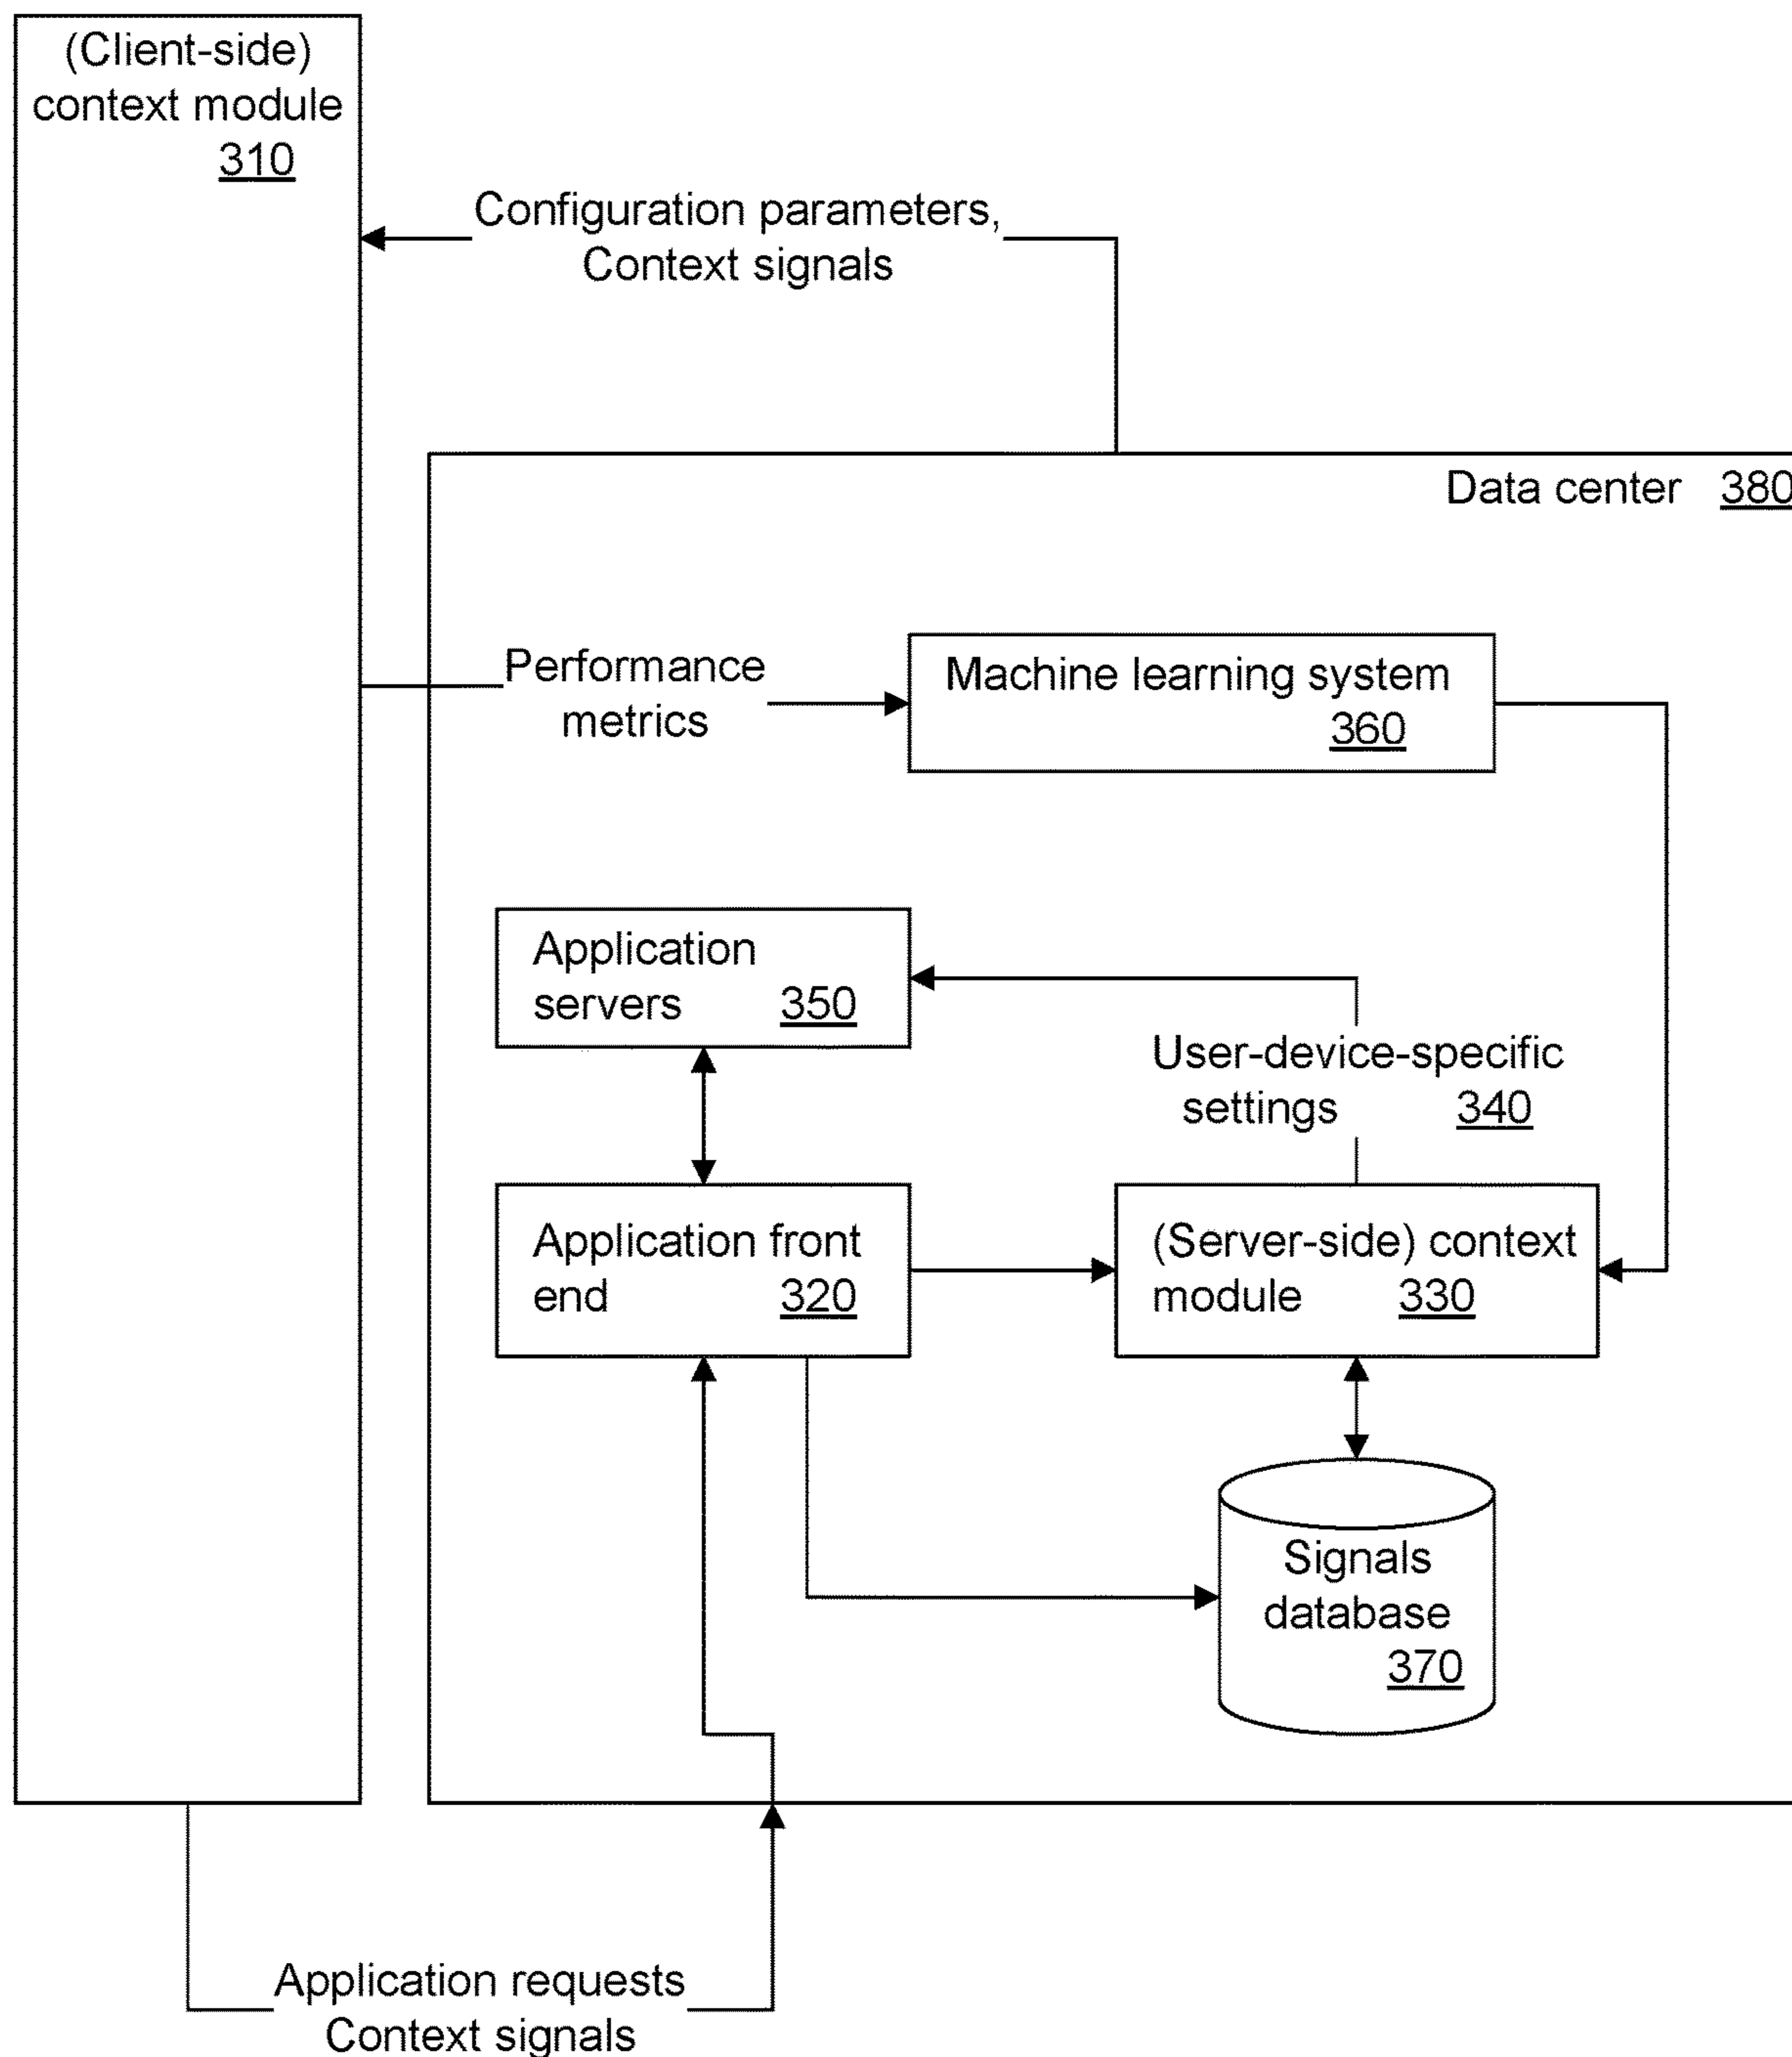 (Client-side)
context module
310
Configuration parameters,
Context signals
Data center 380
Performance
metrics
Machine learning system
360
Application
servers 350
User-device-specific
settings 340
Application front
end 320
(Server-side) context
module 330
Signals
database
370
Application requests
Context signals